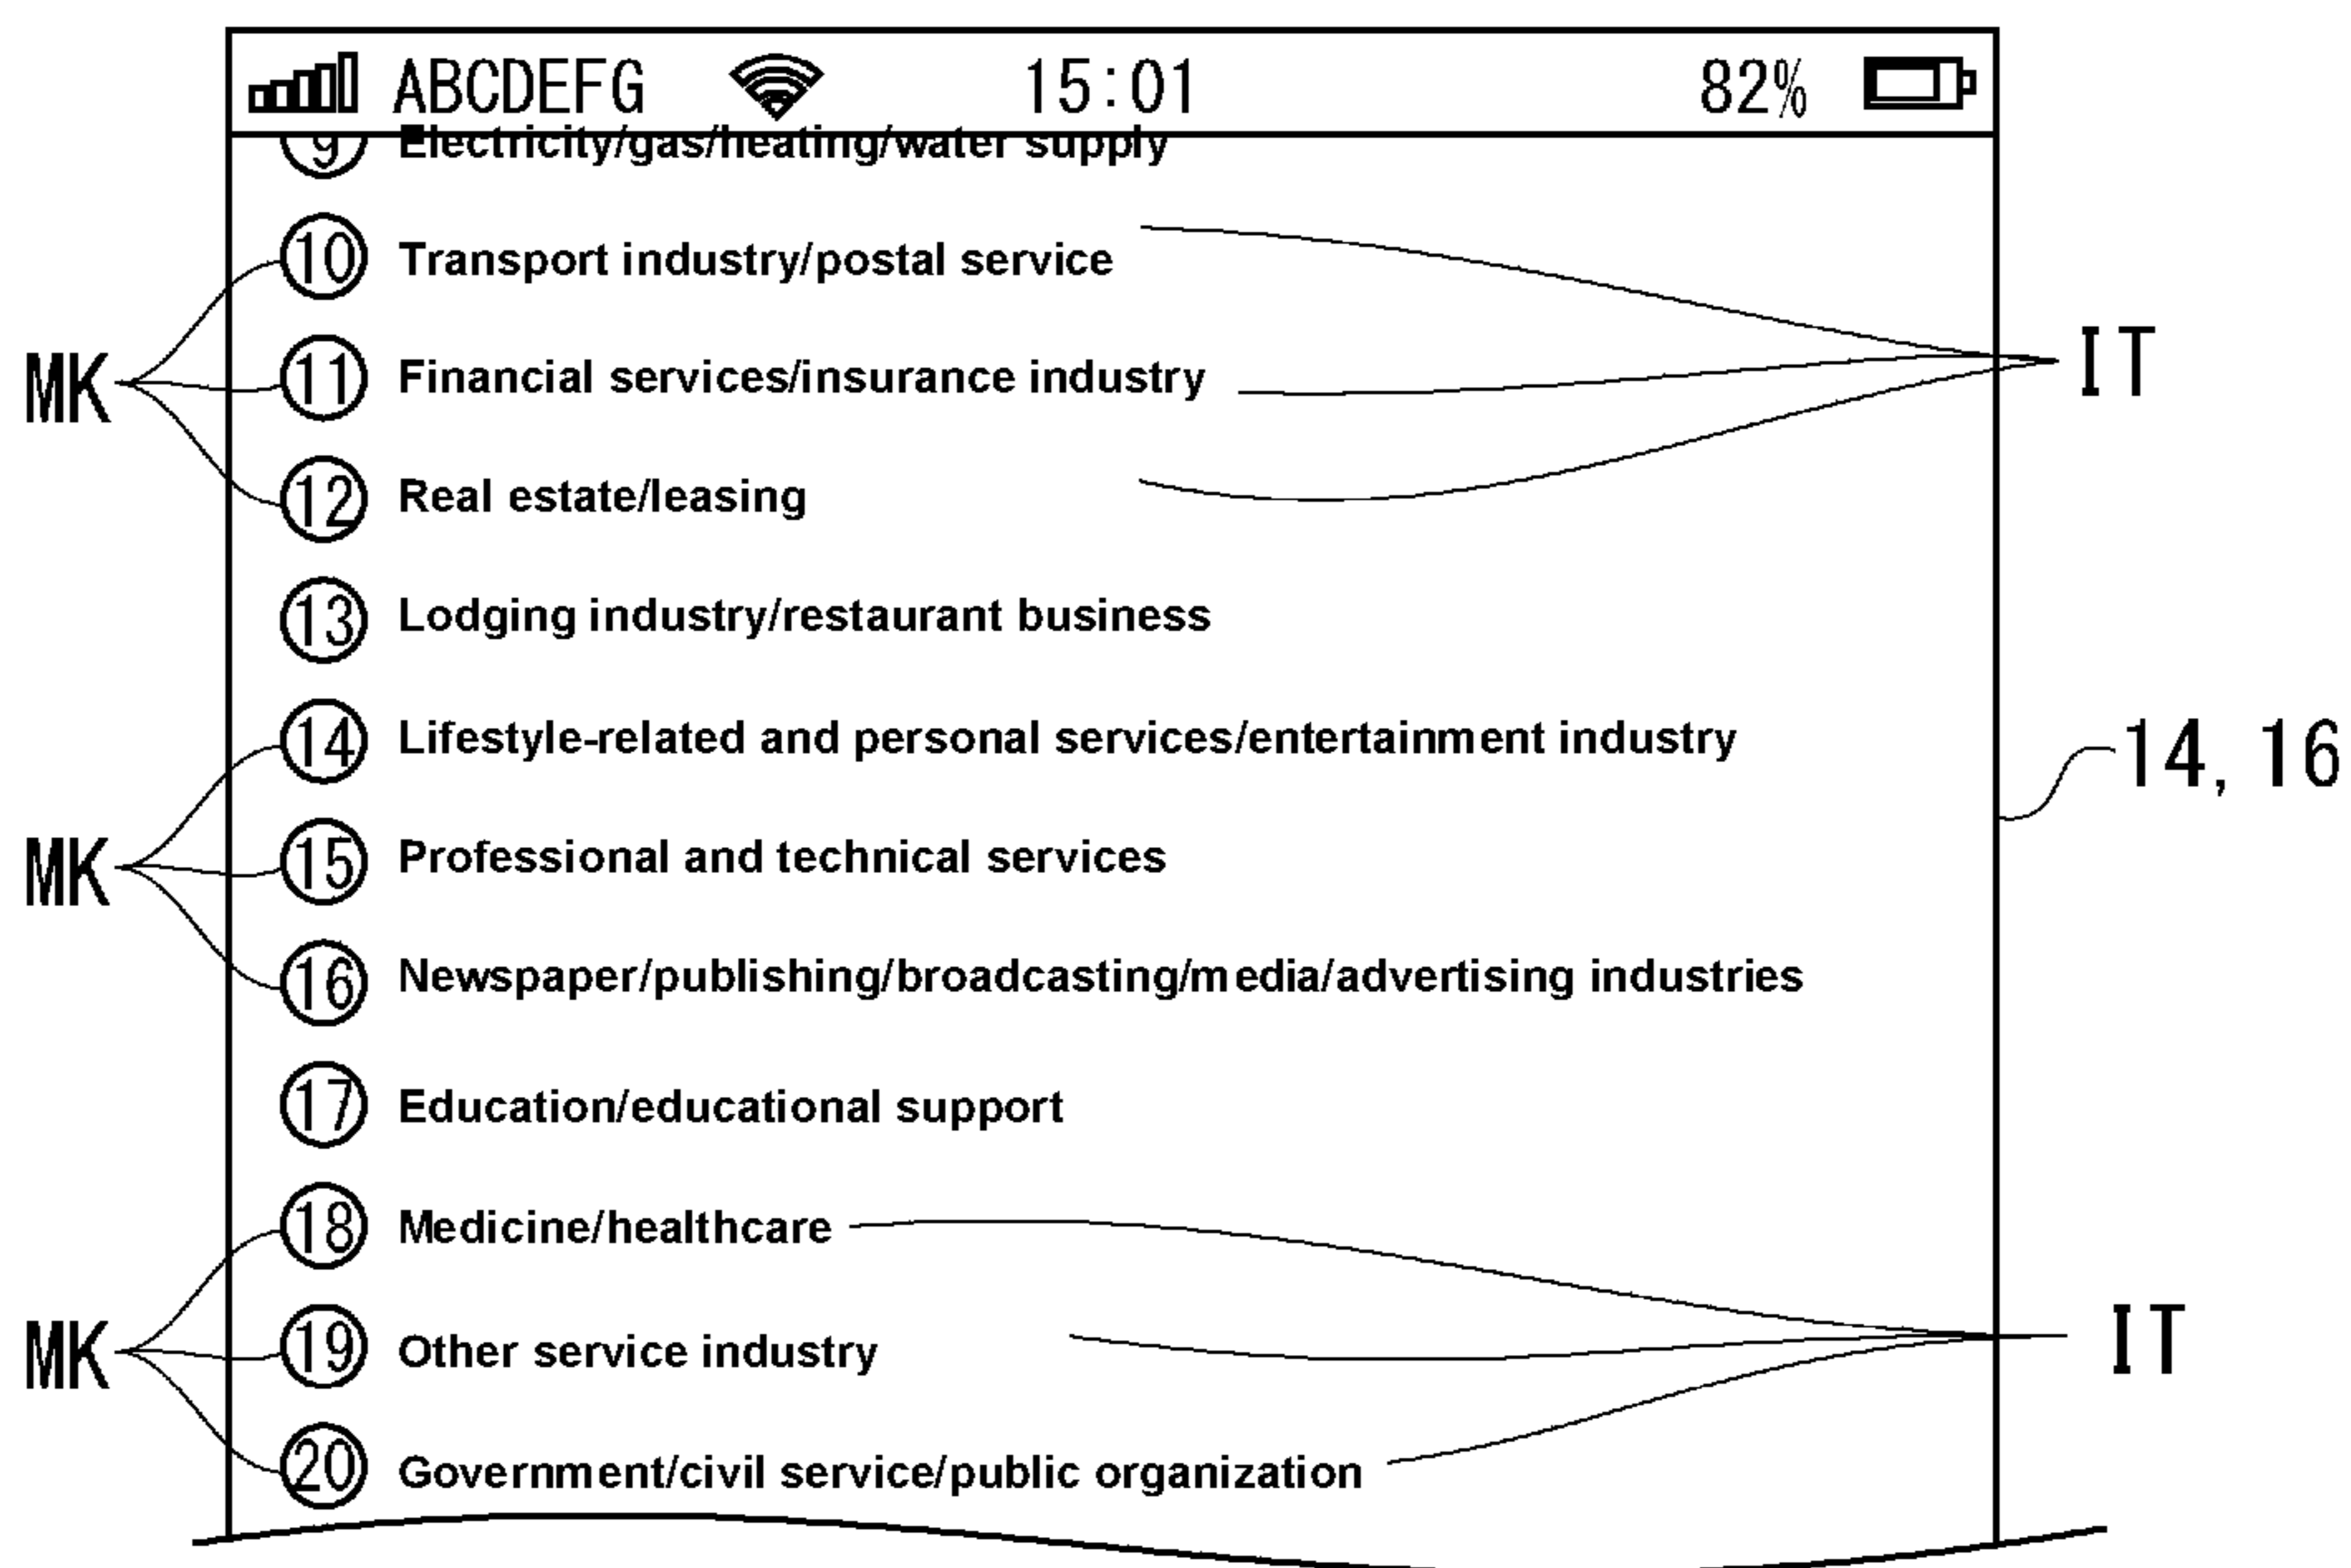 ABCDEFG 15:01 82%
9 Electricity/gas/heating/water supply
10 Transport industry/postal service
MK 11 Financial services/insurance industry IT
12 Real estate/leasing
13 Lodging industry/restaurant business
14 Lifestyle-related and personal services/entertainment industry 14, 16
MK 15 Professional and technical services
16 Newspaper/publishing/broadcasting/media/advertising industries
17 Education/educational support
18 Medicine/healthcare
MK 19 Other service industry IT
20 Government/civil service/public organization